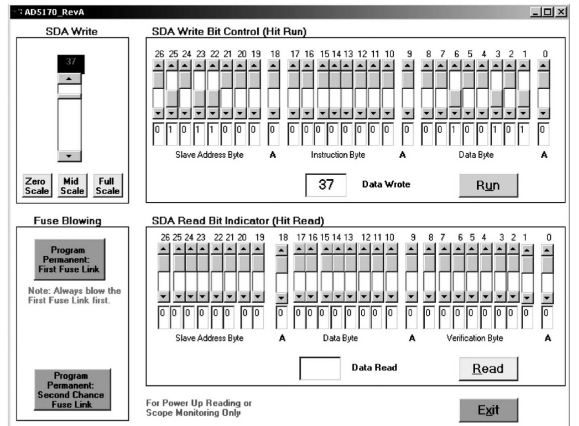 AD5170_RevA
SDA Write
37
Zero Scale
Mid Scale
Full Scale
SDA Write Bit Control (Hit Run)
26 25 24 23 22 21 20 19 18 17 16 15 14 13 12 11 10 9 8 7 6 5 4 3 2 1 0
0 1 0 1 1 0 0 0 0 0 0 0 0 0 0 0 0 0 0 0 1 0 0 1 0 1 0
Slave Address Byte A Instruction Byte A Data Byte A
37 Data Wrote Run
Fuse Blowing
Program
Permanent:
First Fuse Link
Note: Always blow the
First Fuse Link first.
Program
Permanent:
Second Chance
Fuse Link
SDA Read Bit Indicator (Hit Read)
26 25 24 23 22 21 20 19 18 17 16 15 14 13 12 11 10 9 8 7 6 5 4 3 2 1 0
0 0 0 0 0 0 0 0 0 0 0 0 0 0 0 0 0 0 0 0 0 0 0 0 0 0 0
Slave Address Byte A Data Byte A Verification Byte A
Data Read Read
For Power Up Reading or
Scope Monitoring Only
Exit